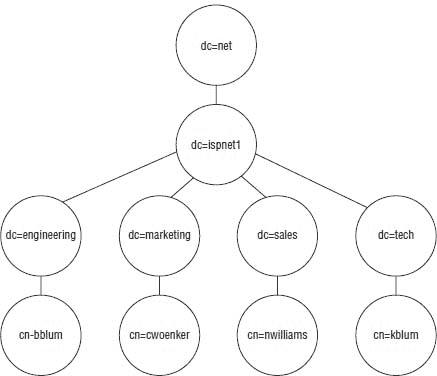 dc=net
dc=ispnet1
dc=engineering
dc=marketing
dc=sales
dc=tech
cn-bblum
cn=cwoenker
cn=nwilliams
cn=kblum